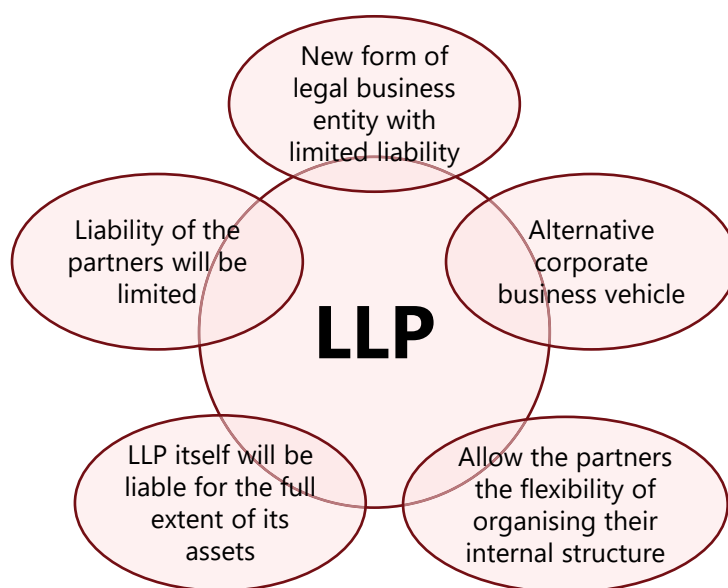 New form of
legal business
entity with
limited liability
Liability of the
partners will be
limited
Alternative
corporate
business vehicle
LLP
LLP itself will be
liable for the full
extent of its
assets
Allow the partners
the flexibility of
organising their
internal structure